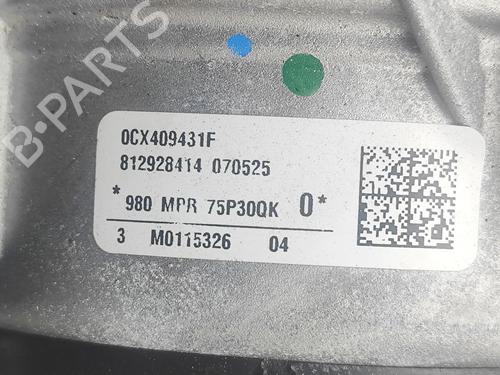 B-PARTS
0CX409431F
812928414 070525
*980 MPR 75P30QK 0*
3 M0115326 04